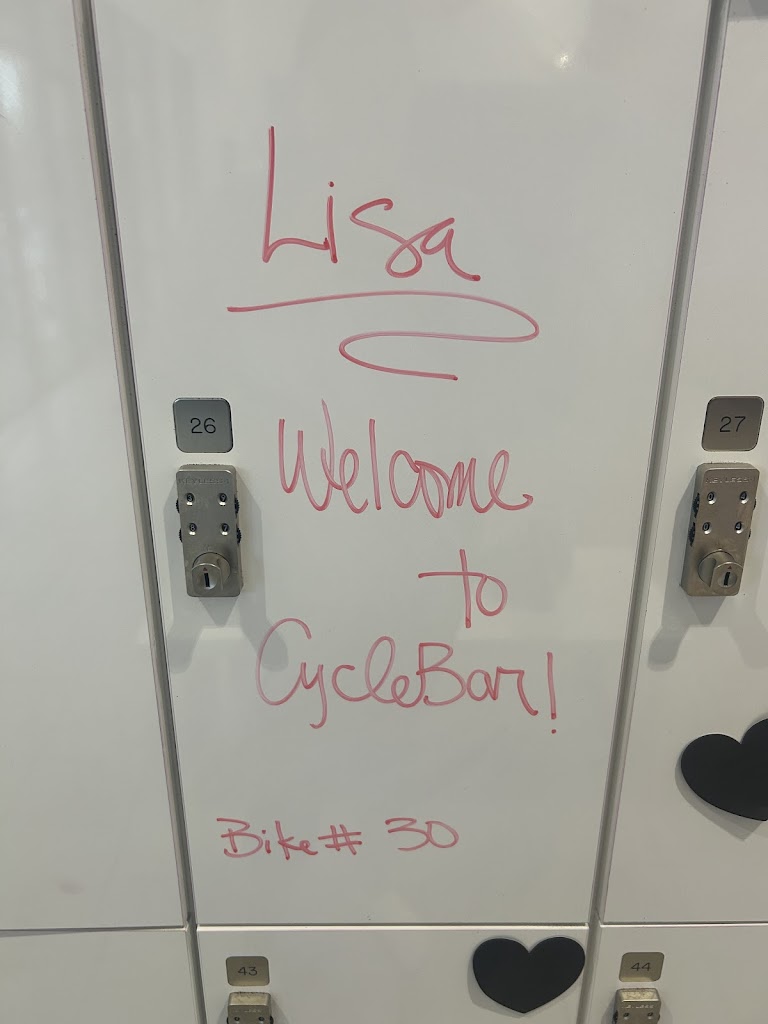 Lisa
26
27
Welcome
to
CycleBar!
Bike# 30
43
44